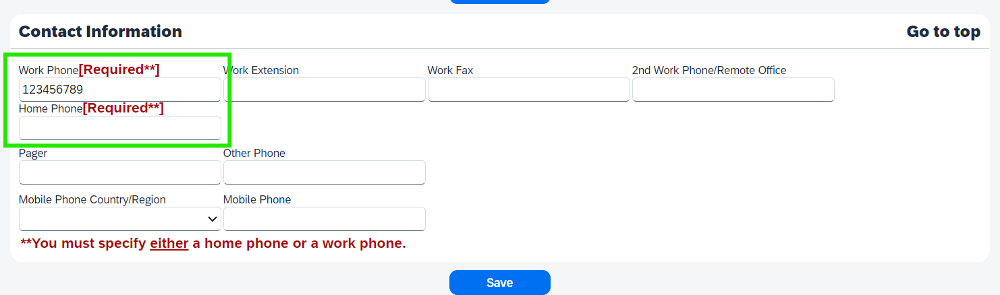 Contact Information Go to top
Work Phone[Required**] Work Extension Work Fax 2nd Work Phone/Remote Office
123456789
Home Phone[Required**]
Pager Other Phone
Mobile Phone Country/Region Mobile Phone
**You must specify either a home phone or a work phone.
Save